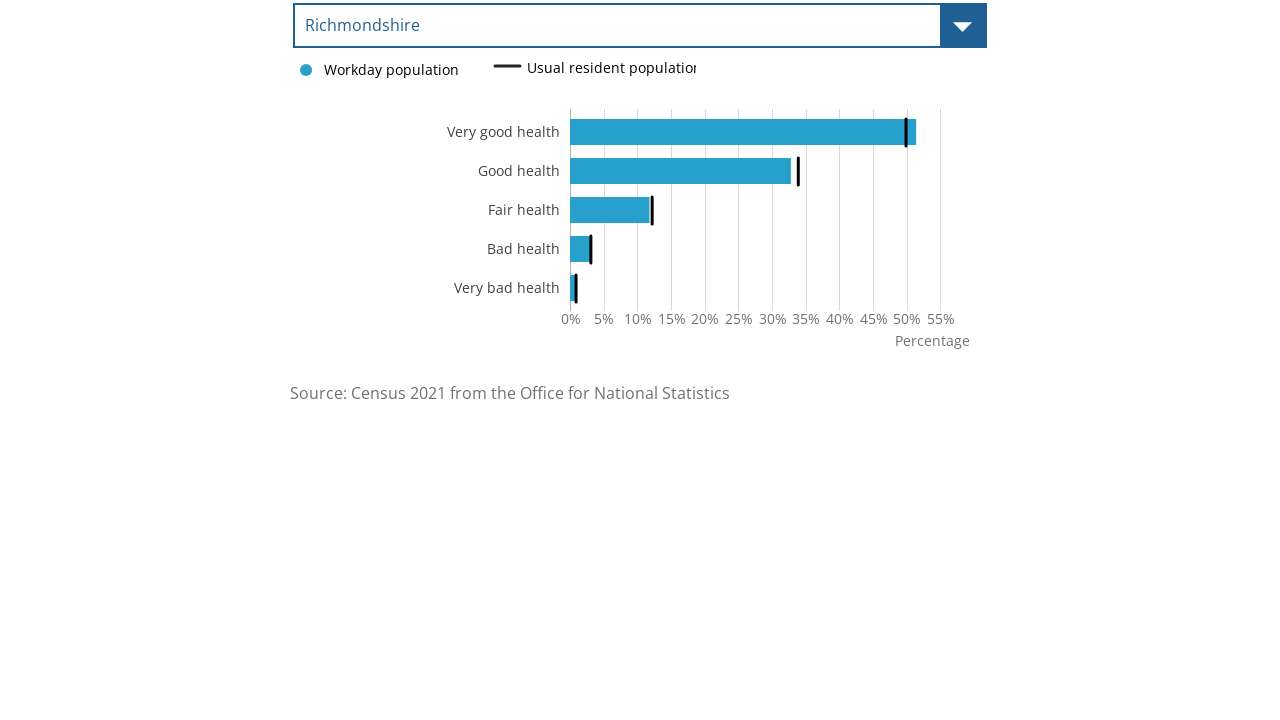 Richmondshire
Workday population
Usual resident population
Very good health
Good health
Fair health
Bad health
Very bad health
0% 5% 10% 15% 20% 25% 30% 35% 40% 45% 50% 55%
Percentage
Source: Census 2021 from the Office for National Statistics